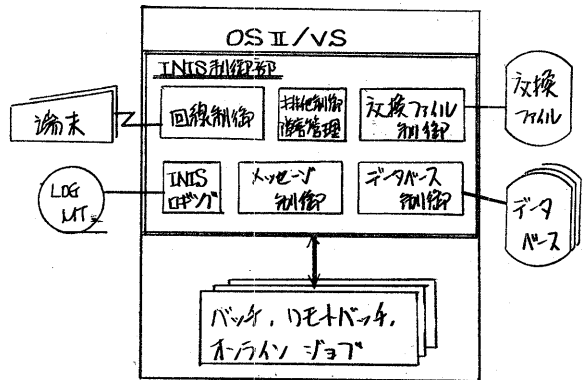 OSⅡ/VS
INIS制御部
端末
回線制御
排他制御
障害管理
交換ファイル
制御
交換
ファイル
LOG
MT
INIS
ロギング
メッセージ
制御
データベース
制御
データ
ベース
バッチ, リモートバッチ,
オンライン ジョブ